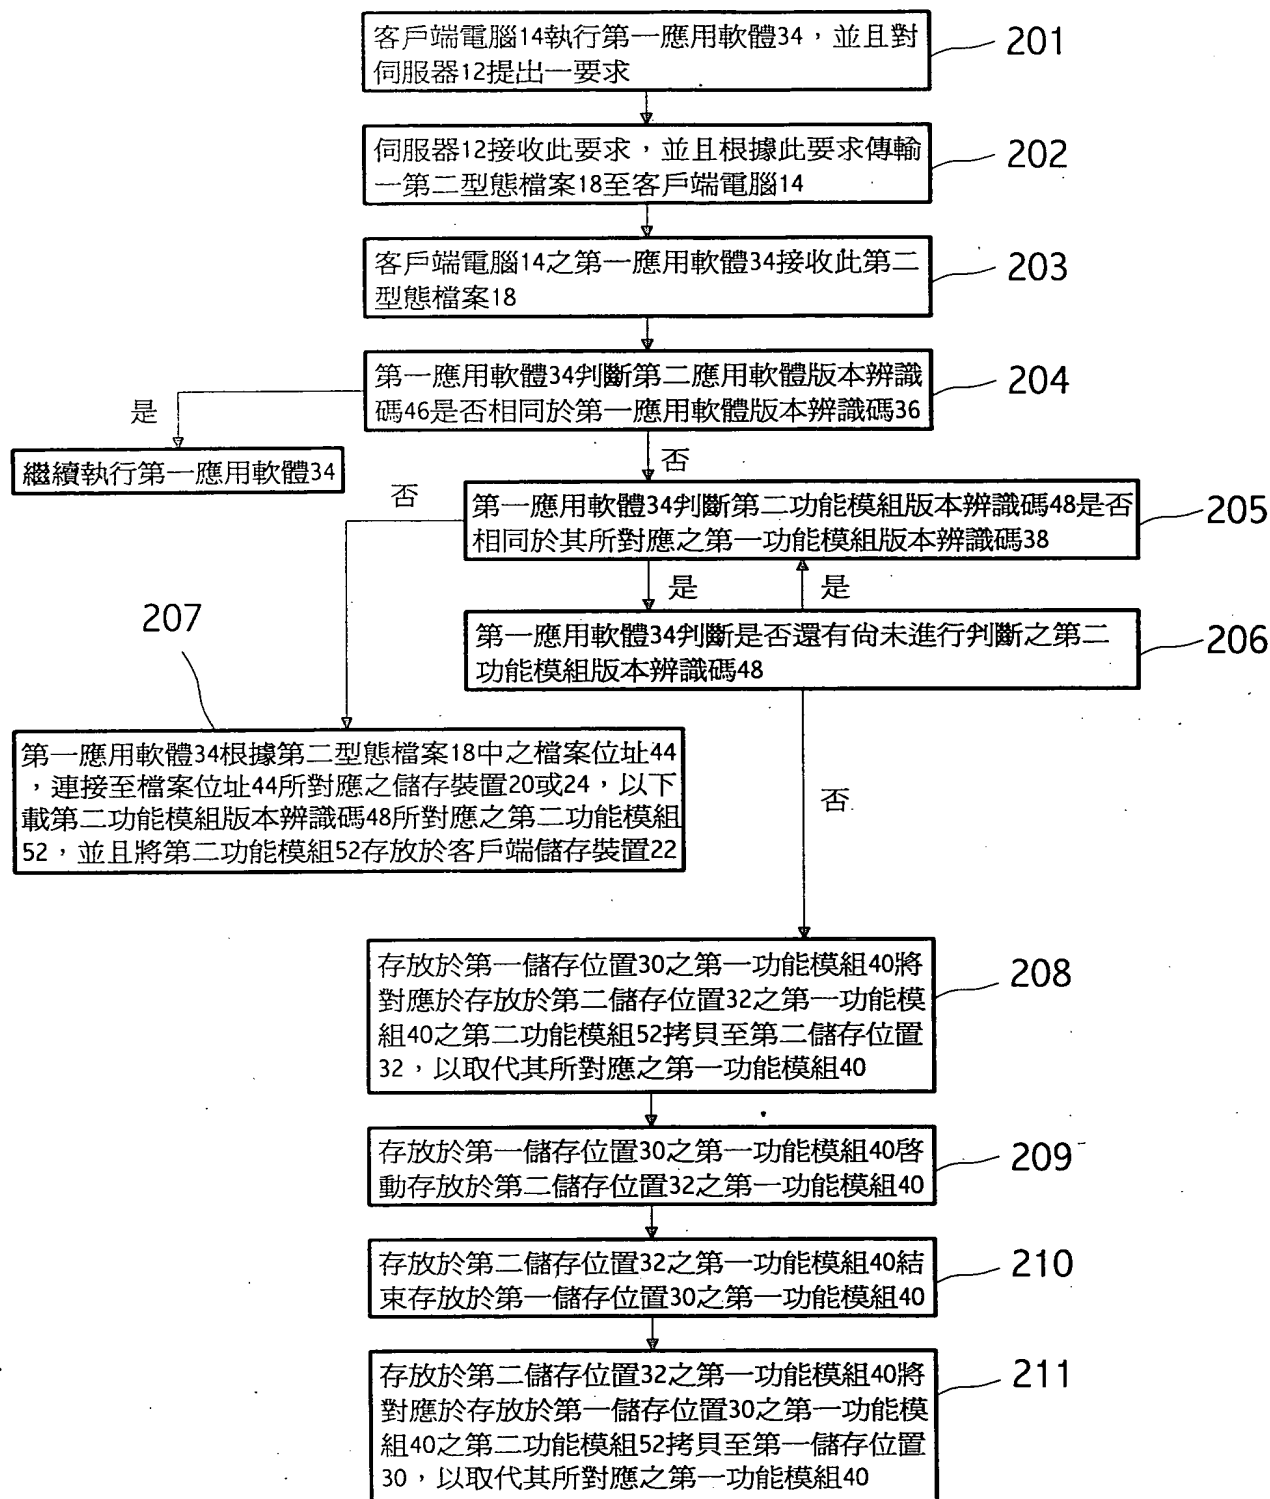 客戶端電腦14執行第一應用軟體34，並且對
伺服器12提出一要求
201
伺服器12接收此要求，並且根據此要求傳輸
一第二型態檔案18至客戶端電腦14
202
客戶端電腦14之第一應用軟體34接收此第二
型態檔案18
203
第一應用軟體34判斷第二應用軟體版本辨識
碼46是否相同於第一應用軟體版本辨識碼36
204
是
繼續執行第一應用軟體34
否
否
第一應用軟體34判斷第二功能模組版本辨識碼48是否
相同於其所對應之第一功能模組版本辨識碼38
205
是
是
第一應用軟體34判斷是否還有尚未進行判斷之第二
功能模組版本辨識碼48
206
207
第一應用軟體34根據第二型態檔案18中之檔案位址44
，連接至檔案位址44所對應之儲存裝置20或24，以下
載第二功能模組版本辨識碼48所對應之第二功能模組
52，並且將第二功能模組52存放於客戶端儲存裝置22
否
存放於第一儲存位置30之第一功能模組40將
對應於存放於第二儲存位置32之第一功能模
組40之第二功能模組52拷貝至第二儲存位置
32，以取代其所對應之第一功能模組40
208
存放於第一儲存位置30之第一功能模組40啓
動存放於第二儲存位置32之第一功能模組40
209
存放於第二儲存位置32之第一功能模組40結
束存放於第一儲存位置30之第一功能模組40
210
存放於第二儲存位置32之第一功能模組40將
對應於存放於第一儲存位置30之第一功能模
組40之第二功能模組52拷貝至第一儲存位置
30，以取代其所對應之第一功能模組40
211